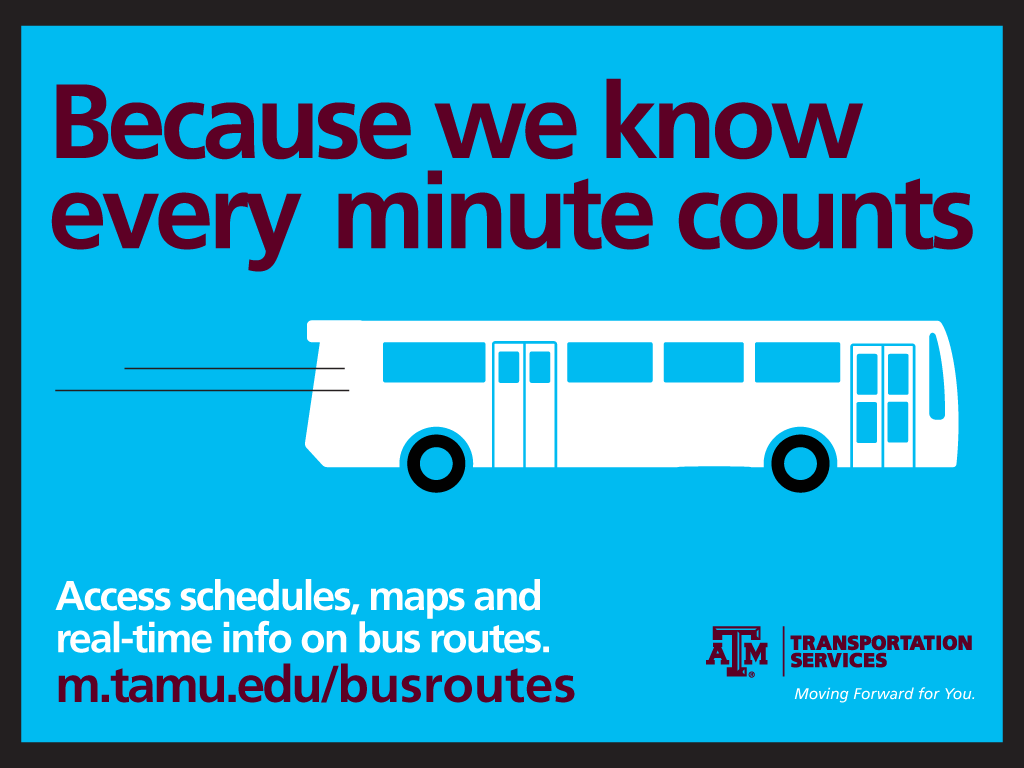 Because we know
every minute counts
Access schedules, maps and
real-time info on bus routes.
m.tamu.edu/busroutes
ATM®
TRANSPORTATION
SERVICES
Moving Forward for You.